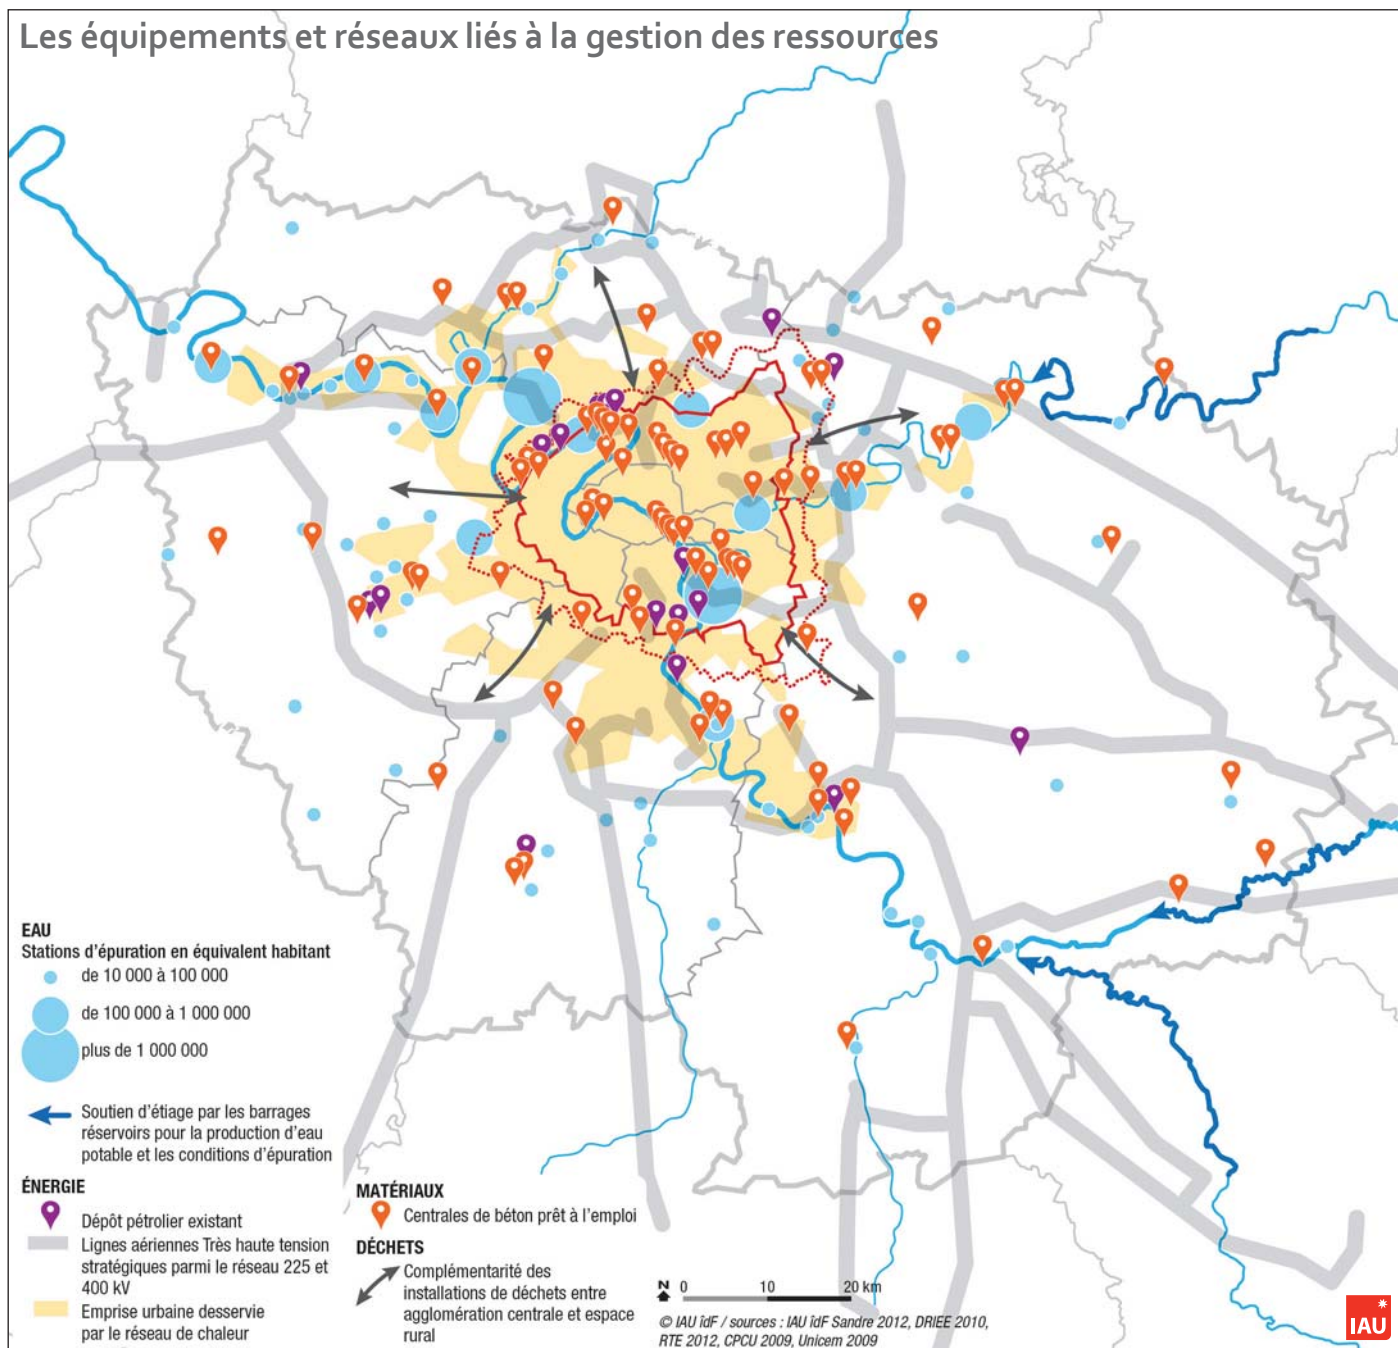 Les équipements et réseaux liés à la gestion des ressources
EAU
Stations d'épuration en équivalent habitant
de 10 000 à 100 000
de 100 000 à 1 000 000
plus de 1 000 000
Soutien d'étiage par les barrages
réservoirs pour la production d'eau
potable et les conditions d'épuration
ÉNERGIE
Dépôt pétrolier existant
Lignes aériennes Très haute tension
stratégiques parmi le réseau 225 et
400 kV
Emprise urbaine desservie
par le réseau de chaleur
MATÉRIAUX
Centrales de béton prêt à l'emploi
DÉCHETS
Complémentarité des
installations de déchets entre
agglomération centrale et espace
rural
N 0 10 20 km
© IAU îdF / sources : IAU îdF Sandre 2012, DRIEE 2010,
RTE 2012, CPCU 2009, Unicem 2009
IAU